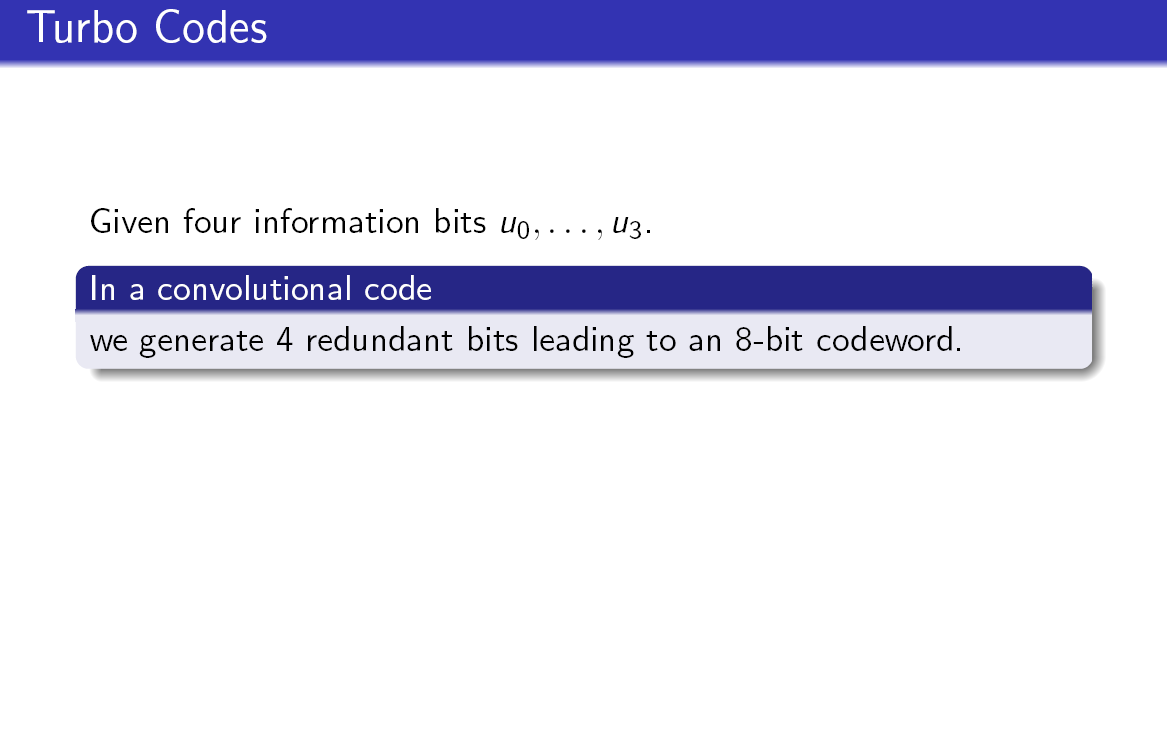 Turbo Codes
Given four information bits u₀, . . . , u₃.
In a convolutional code
we generate 4 redundant bits leading to an 8-bit codeword.